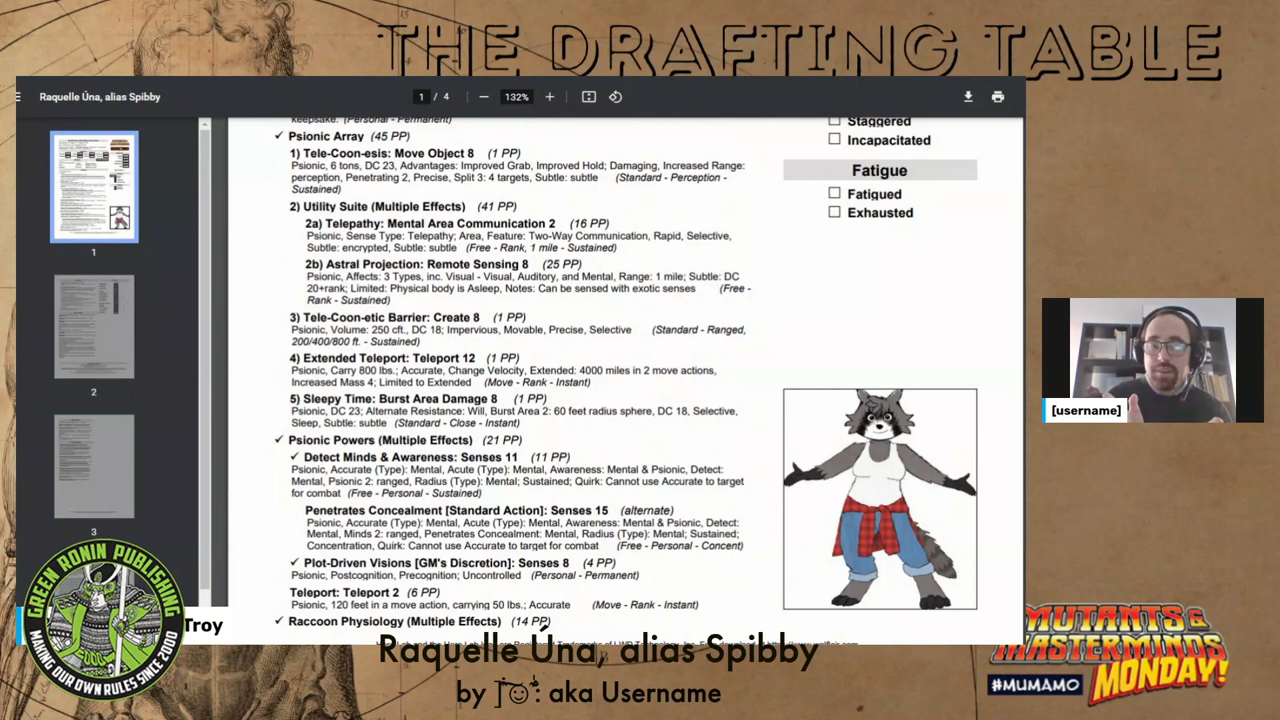 THE DRAFTING TABLE
Raquelle Úna, alias Spibby
1 / 4
132%
keepsake. (Personal - Permanent)
✓ Psionic Array (45 PP)
1) Tele-Coon-esis: Move Object 8 (1 PP)
Psionic, 6 tons, DC 23, Advantages: Improved Grab, Improved Hold; Damaging, Increased Range:
perception, Penetrating 2, Precise, Split 3: 4 targets, Subtle: subtle (Standard - Perception -
Sustained)
2) Utility Suite (Multiple Effects) (41 PP)
2a) Telepathy: Mental Area Communication 2 (16 PP)
Psionic, Sense Type: Telepathy; Area, Feature: Two-Way Communication, Rapid, Selective,
Subtle: encrypted, Subtle: subtle (Free - Rank, 1 mile - Sustained)
2b) Astral Projection: Remote Sensing 8 (25 PP)
Psionic, Affects: 3 Types, inc. Visual - Visual, Auditory, and Mental, Range: 1 mile; Subtle: DC
20+rank; Limited: Physical body is Asleep, Notes: Can be sensed with exotic senses (Free -
Rank - Sustained)
3) Tele-Coon-etic Barrier: Create 8 (1 PP)
Psionic, Volume: 250 cft., DC 18; Impervious, Movable, Precise, Selective (Standard - Ranged,
200/400/800 ft. - Sustained)
4) Extended Teleport: Teleport 12 (1 PP)
Psionic, Carry 800 lbs.; Accurate, Change Velocity, Extended: 4000 miles in 2 move actions,
Increased Mass 4; Limited to Extended (Move - Rank - Instant)
5) Sleepy Time: Burst Area Damage 8 (1 PP)
Psionic, DC 23; Alternate Resistance: Will, Burst Area 2: 60 feet radius sphere, DC 18, Selective,
Sleep, Subtle: subtle (Standard - Close - Instant)
✓ Psionic Powers (Multiple Effects) (21 PP)
✓ Detect Minds & Awareness: Senses 11 (11 PP)
Psionic, Accurate (Type): Mental, Acute (Type): Mental, Awareness: Mental & Psionic, Detect:
Mental, Psionic 2: ranged, Radius (Type): Mental; Sustained; Quirk: Cannot use Accurate to target
for combat (Free - Personal - Sustained)
Penetrates Concealment [Standard Action]: Senses 15 (alternate)
Psionic, Accurate (Type): Mental, Acute (Type): Mental, Awareness: Mental & Psionic, Detect:
Mental, Minds 2: ranged, Penetrates Concealment: Mental, Radius (Type): Mental; Sustained;
Concentration, Quirk: Cannot use Accurate to target for combat (Free - Personal - Concent)
✓ Plot-Driven Visions [GM's Discretion]: Senses 8 (4 PP)
Psionic, Postcognition, Precognition; Uncontrolled (Personal - Permanent)
Teleport: Teleport 2 (6 PP)
Psionic, 120 feet in a move action, carrying 50 lbs.; Accurate (Move - Rank - Instant)
✓ Raccoon Physiology (Multiple Effects) (14 PP)
Staggered
Incapacitated
Fatigue
Fatigued
Exhausted
1
2
3
[username]
Troy
GREEN RONIN PUBLISHING
MAKING OUR OWN RULES SINCE 2000
Raquelle Úna, alias Spibby
by aka Username
MUTANTS &
MASTERMINDS
MONDAY!
#MUMAMO